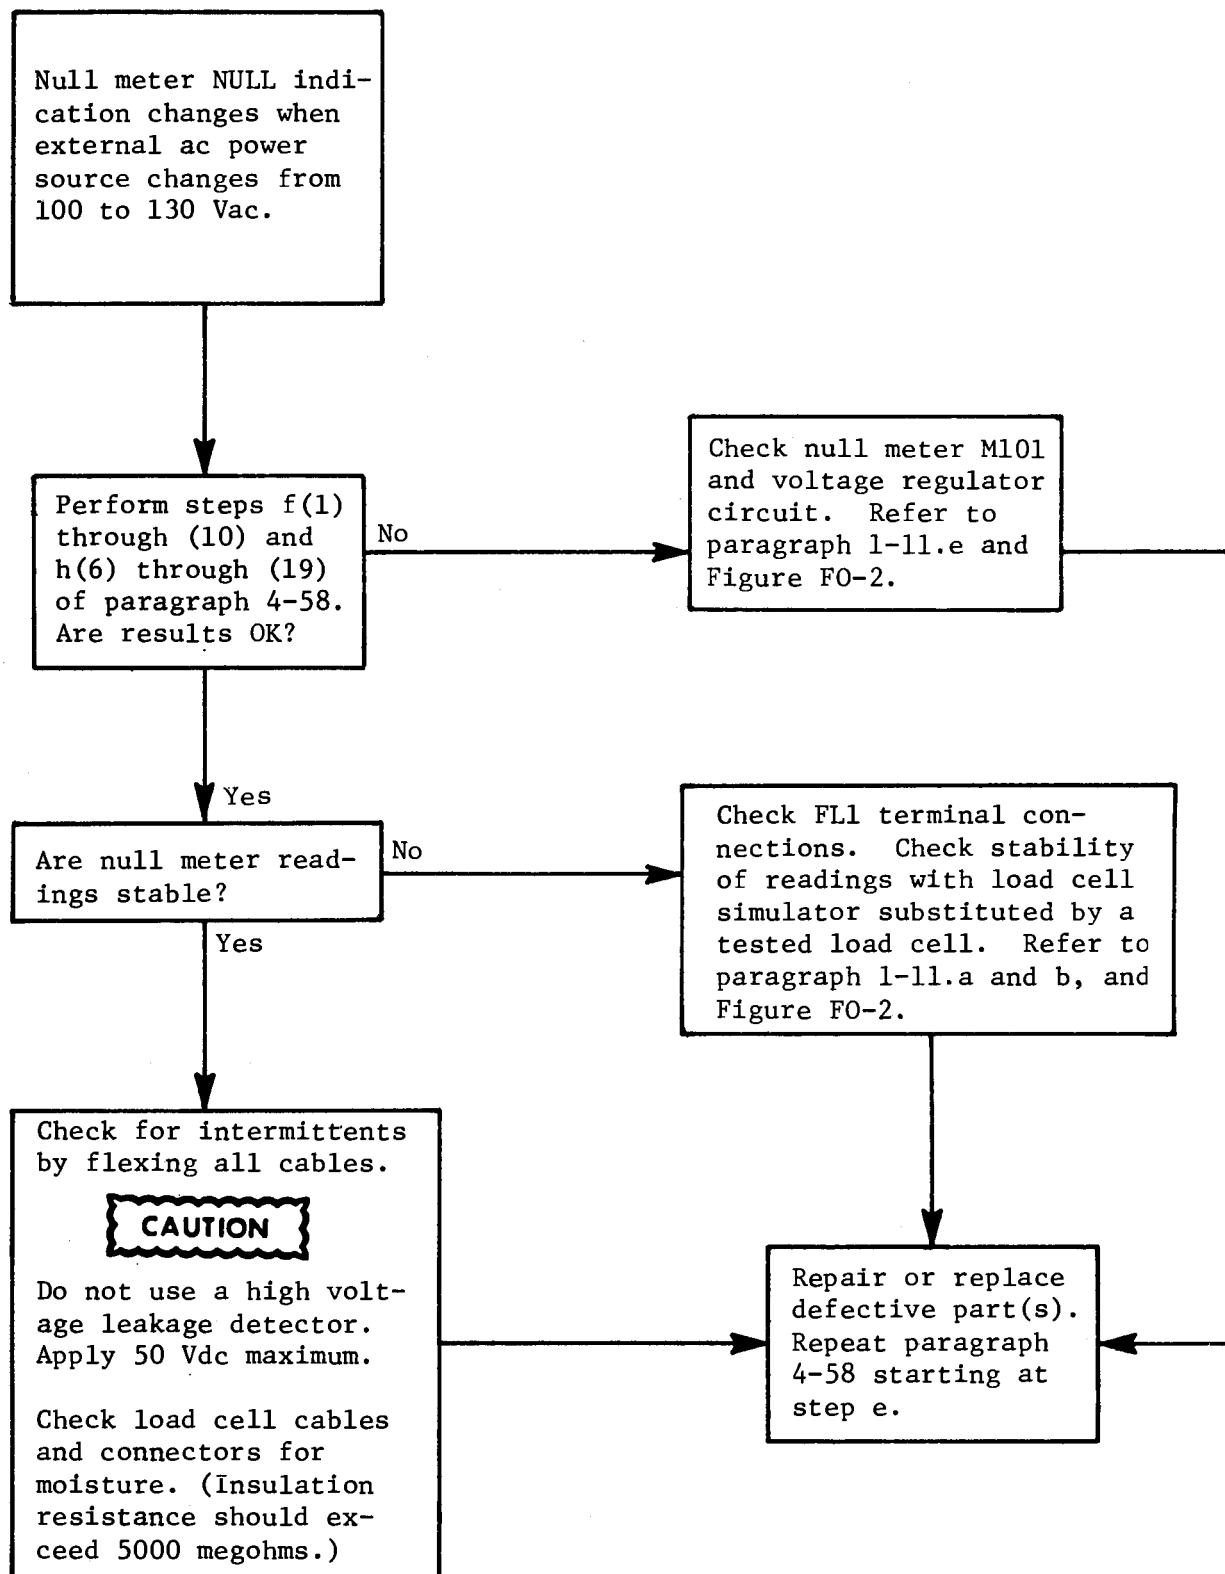 Null meter NULL indi-
cation changes when
external ac power
source changes from
100 to 130 Vac.
Perform steps f(1)
through (10) and
h(6) through (19)
of paragraph 4-58.
Are results OK?
No
Check null meter M101
and voltage regulator
circuit. Refer to
paragraph 1-11.e and
Figure FO-2.
Yes
Are null meter read-
ings stable?
No
Check FL1 terminal con-
nections. Check stability
of readings with load cell
simulator substituted by a
tested load cell. Refer to
paragraph 1-11.a and b, and
Figure FO-2.
Yes
Check for intermittents
by flexing all cables.
CAUTION
Do not use a high volt-
age leakage detector.
Apply 50 Vdc maximum.
Check load cell cables
and connectors for
moisture. (Insulation
resistance should ex-
ceed 5000 megohms.)
Repair or replace
defective part(s).
Repeat paragraph
4-58 starting at
step e.